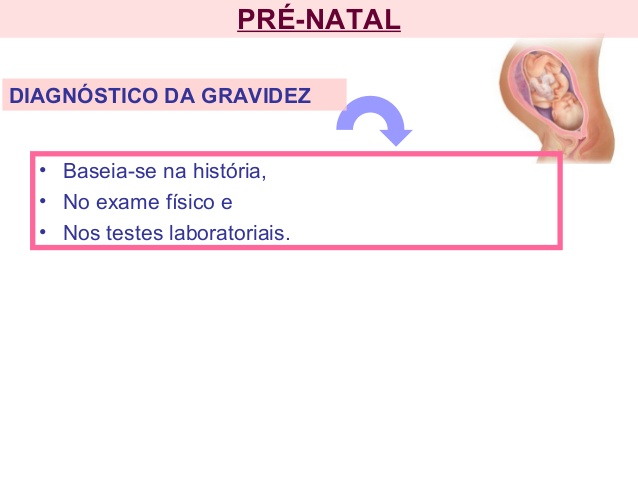 PRÉ-NATAL
DIAGNÓSTICO DA GRAVIDEZ
• Baseia-se na história,
• No exame físico e
• Nos testes laboratoriais.